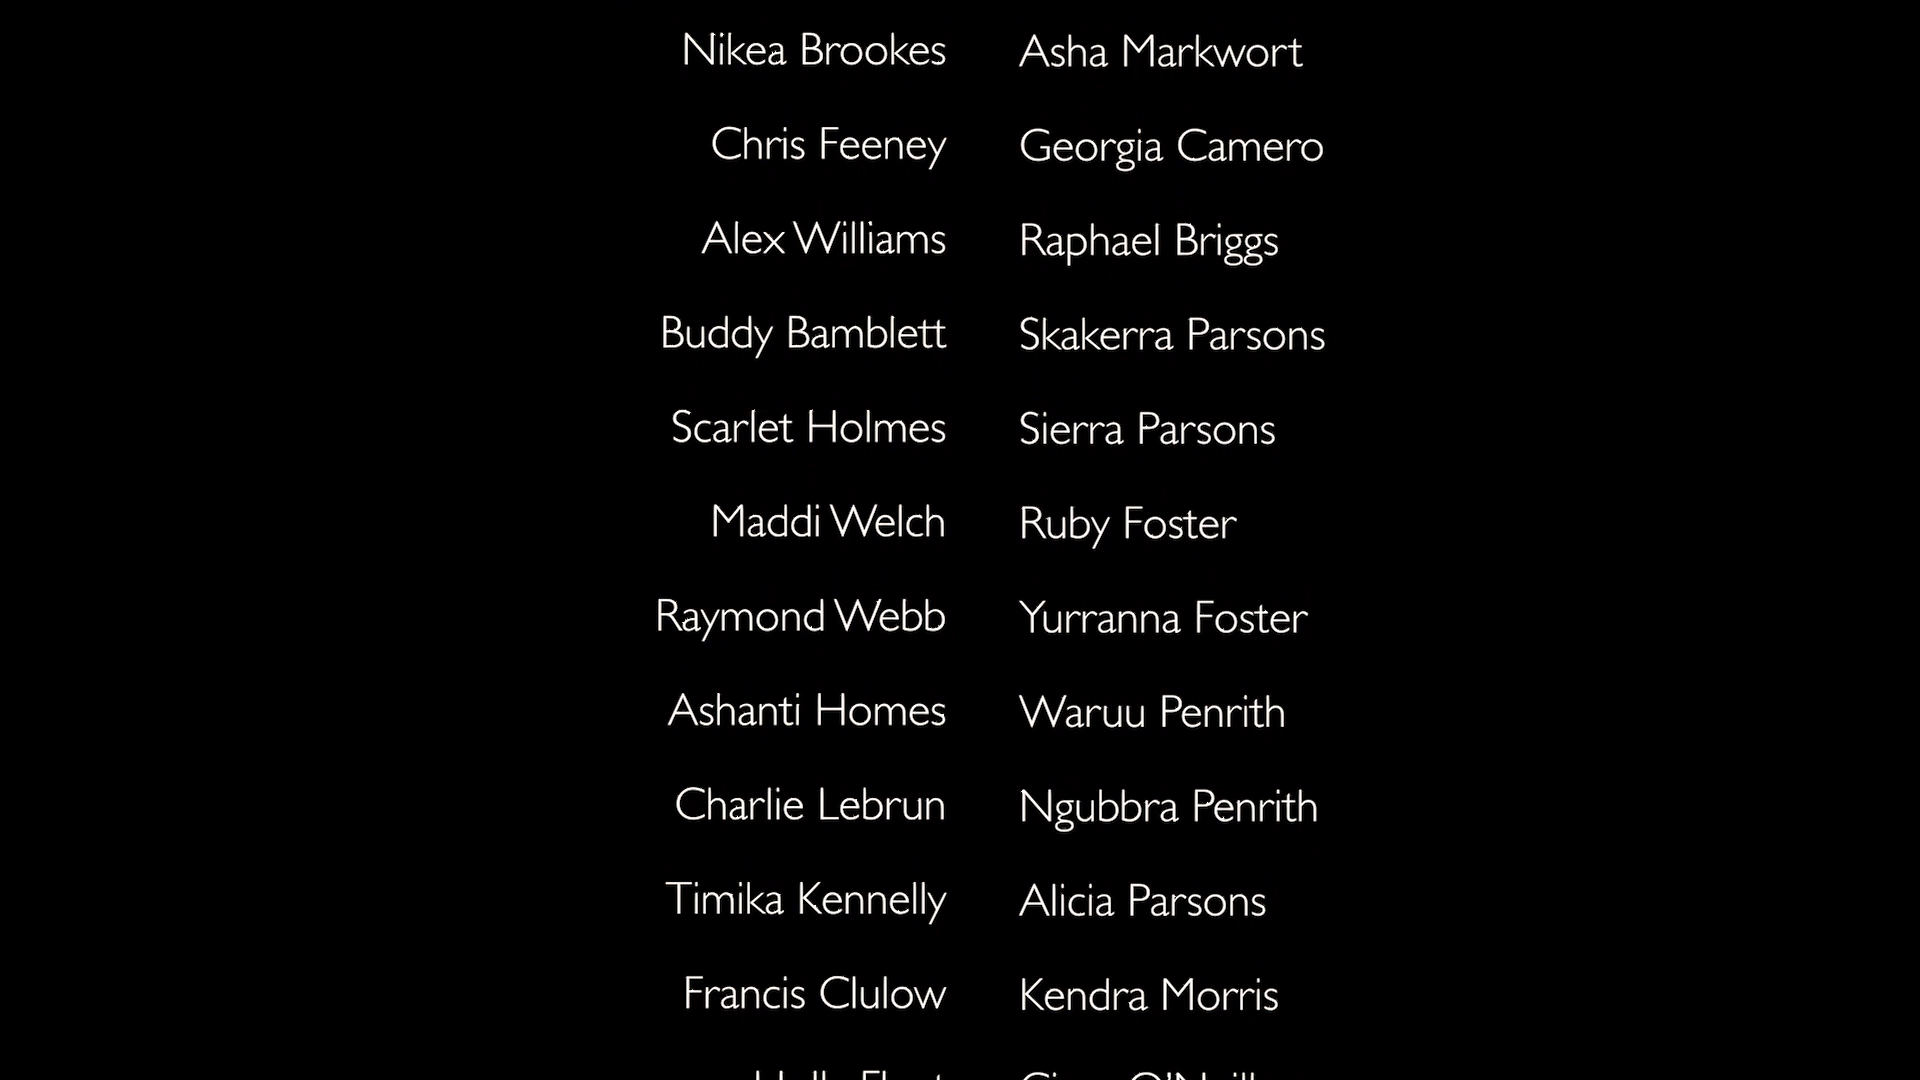 Nikea Brookes Asha Markwort
Chris Feeney Georgia Camero
Alex Williams Raphael Briggs
Buddy Bamblett Skakerra Parsons
Scarlet Holmes Sierra Parsons
Maddi Welch Ruby Foster
Raymond Webb Yurranna Foster
Ashanti Homes Waruu Penrith
Charlie Lebrun Ngubbra Penrith
Timika Kennelly Alicia Parsons
Francis Clulow Kendra Morris